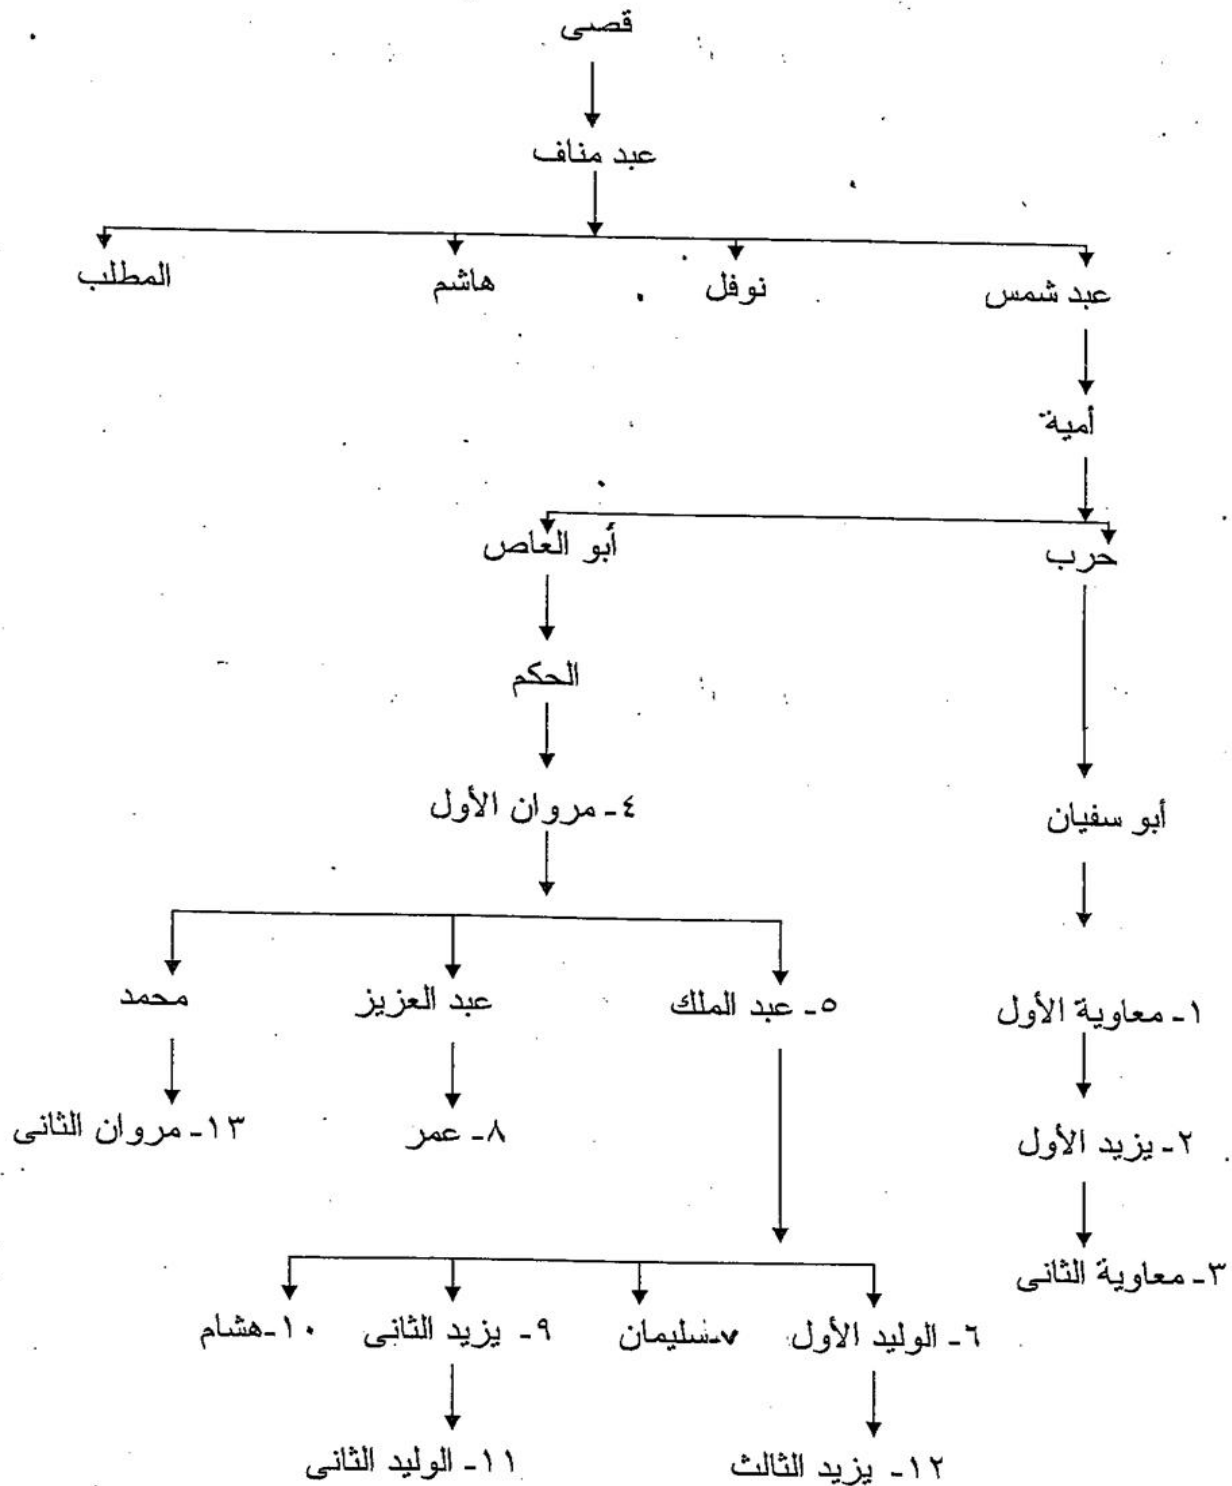 قصى
عبد مناف
عبد شمس نوفل هاشم المطلب
أمية
حرب أبو العاص
الحكم
٤- مروان الأول
أبو سفيان
١- معاوية الأول ٥- عبد الملك عبد العزيز محمد
٢- يزيد الأول ٨- عمر ١٣- مروان الثانى
٣- معاوية الثانى
٦- الوليد الأول ٧-سليمان ٩- يزيد الثانى ١٠-هشام
١٢- يزيد الثالث ١١- الوليد الثانى